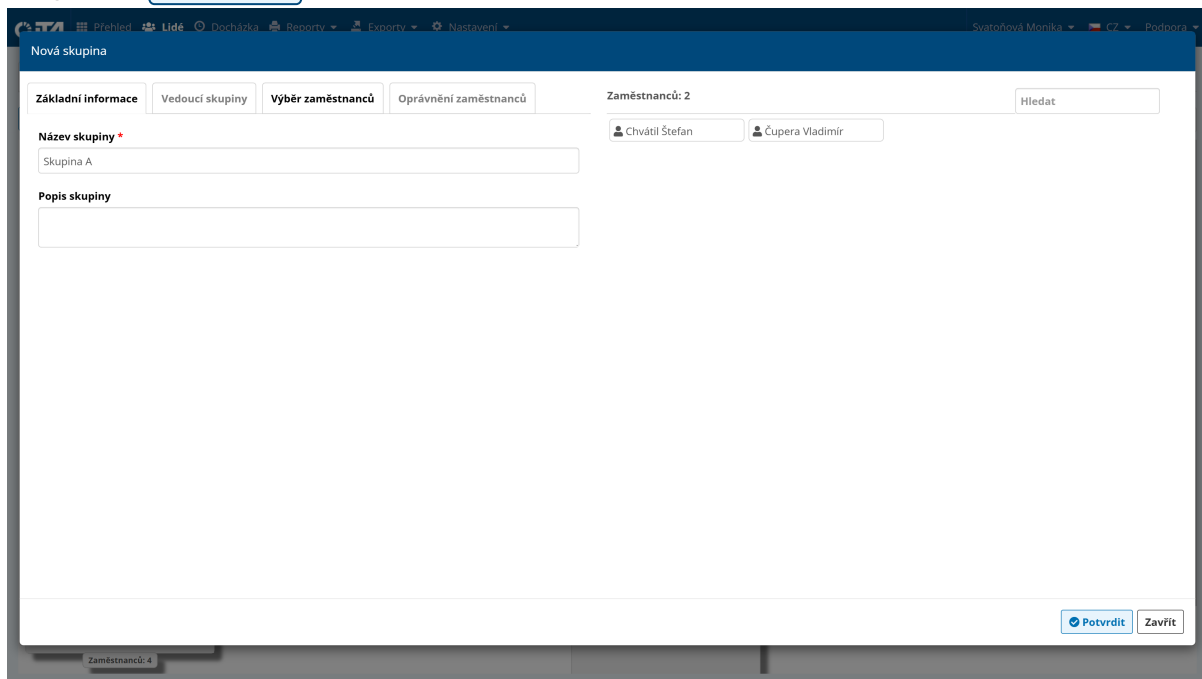 Přehled Lidé Docházka Reporty Exporty Nastavení Svatoňová Monika CZ Podpora
Nová skupina
Základní informace Vedoucí skupiny Výběr zaměstnanců Oprávnění zaměstnanců Zaměstnanců: 2 Hledat
Chvátil Štefan Čupera Vladimír
Název skupiny *
Skupina A
Popis skupiny
Potvrdit Zavřít
Zaměstnanců: 4